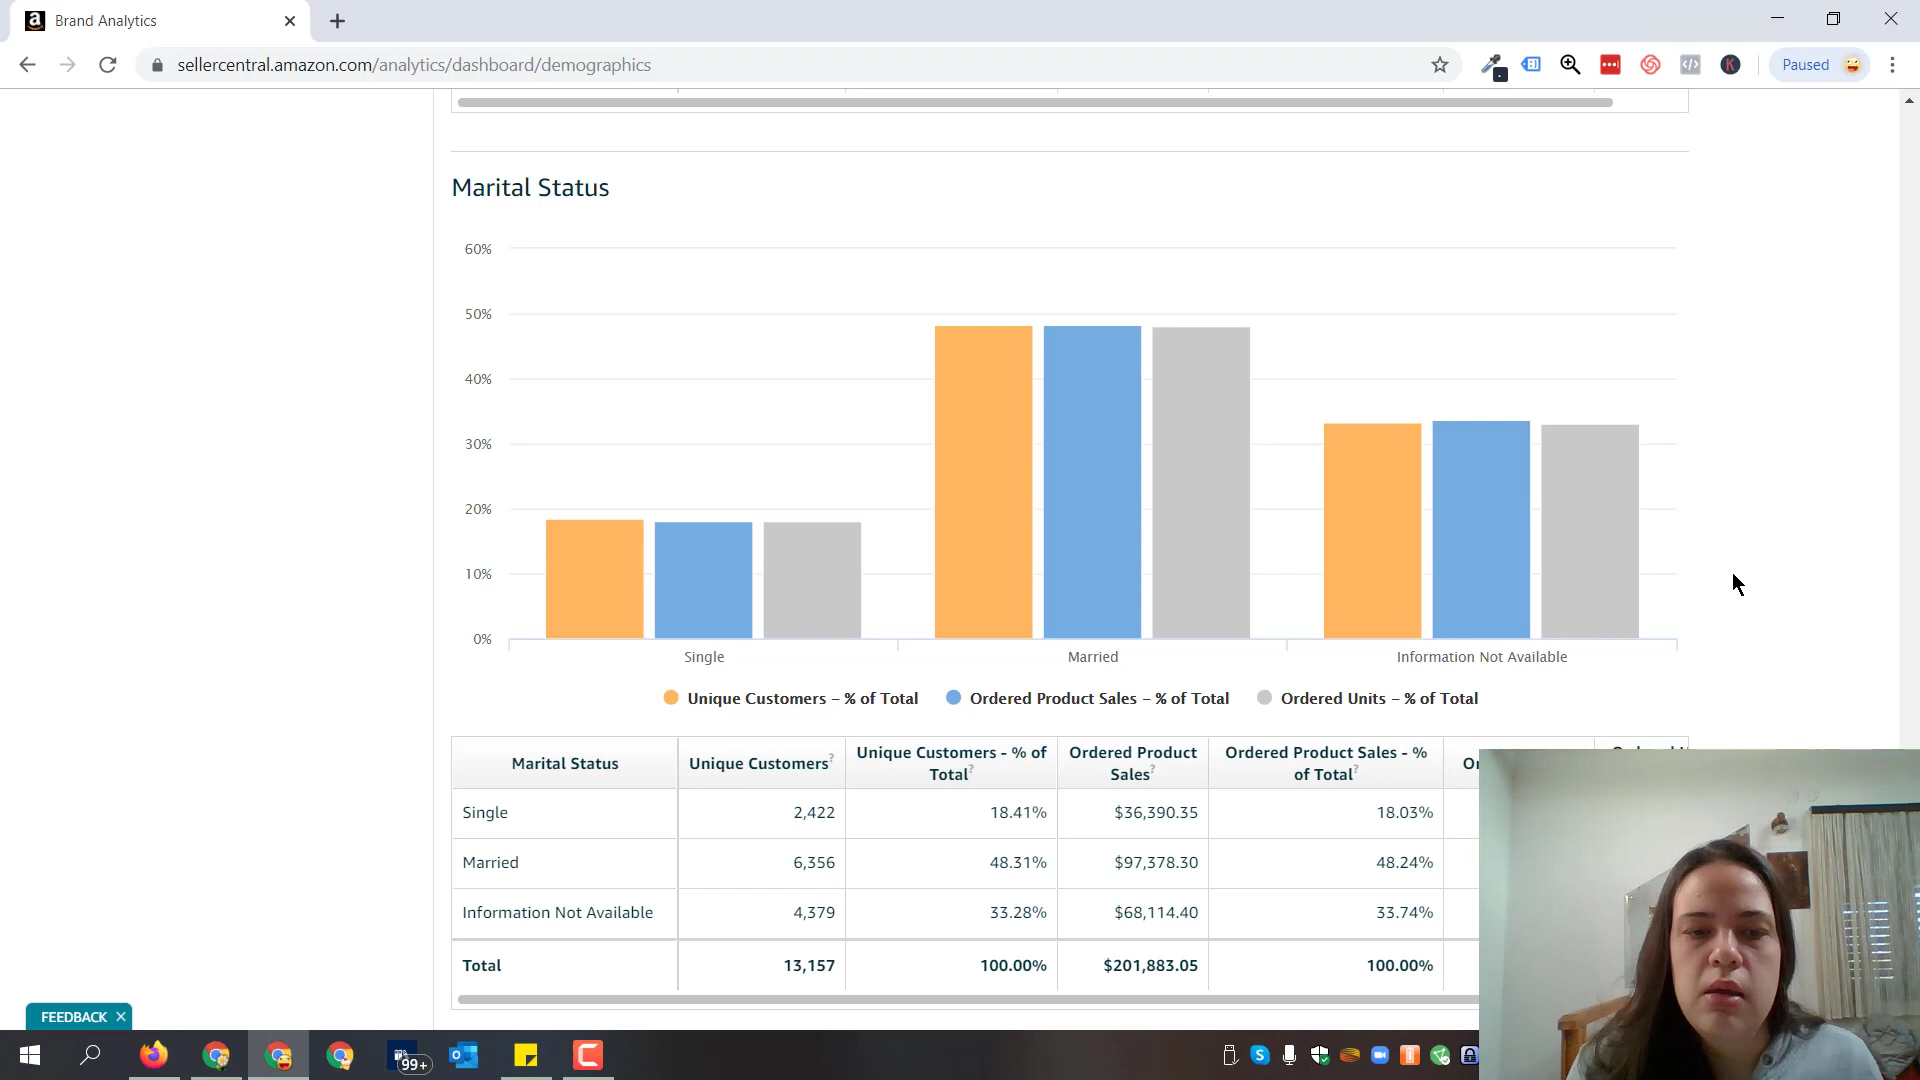 Brand Analytics
sellercentral.amazon.com/analytics/dashboard/demographics
Paused
Marital Status
60%
50%
40%
30%
20%
10%
0%
Single Married Information Not Available
Unique Customers – % of Total Ordered Product Sales – % of Total Ordered Units – % of Total
Marital Status Unique Customers? Unique Customers - % of Total? Ordered Product Sales? Ordered Product Sales - % of Total?
Single 2,422 18.41% $36,390.35 18.03%
Married 6,356 48.31% $97,378.30 48.24%
Information Not Available 4,379 33.28% $68,114.40 33.74%
Total 13,157 100.00% $201,883.05 100.00%
FEEDBACK
99+